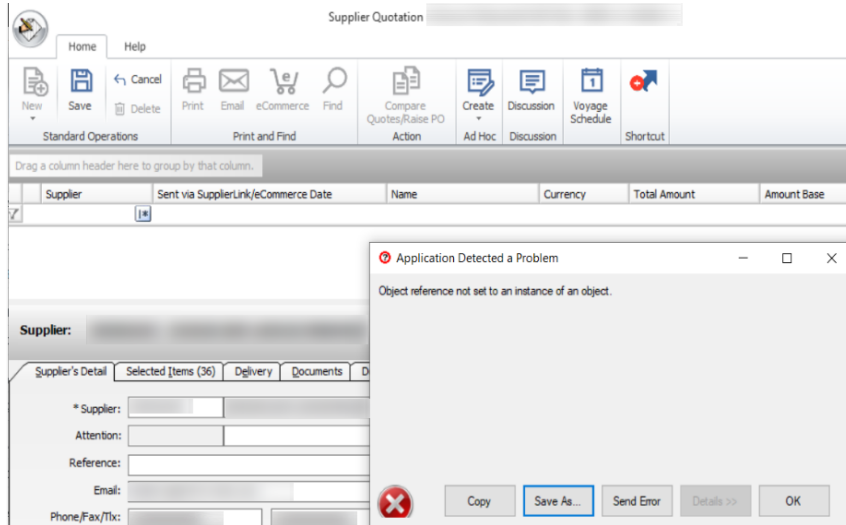 Supplier Quotation
Home Help
New Save Cancel Delete Print Email eCommerce Find Compare Quotes/Raise PO Create Discussion Voyage Schedule
Standard Operations Print and Find Action Ad Hoc Discussion Shortcut
Drag a column header here to group by that column.
Supplier Sent via SupplierLink/eCommerce Date Name Currency Total Amount Amount Base
Application Detected a Problem
Object reference not set to an instance of an object.
Supplier:
Supplier's Detail Selected Items (36) Delivery Documents
* Supplier:
Attention:
Reference:
Email:
Phone/Fax/Tlx:
Copy Save As... Send Error Details >> OK